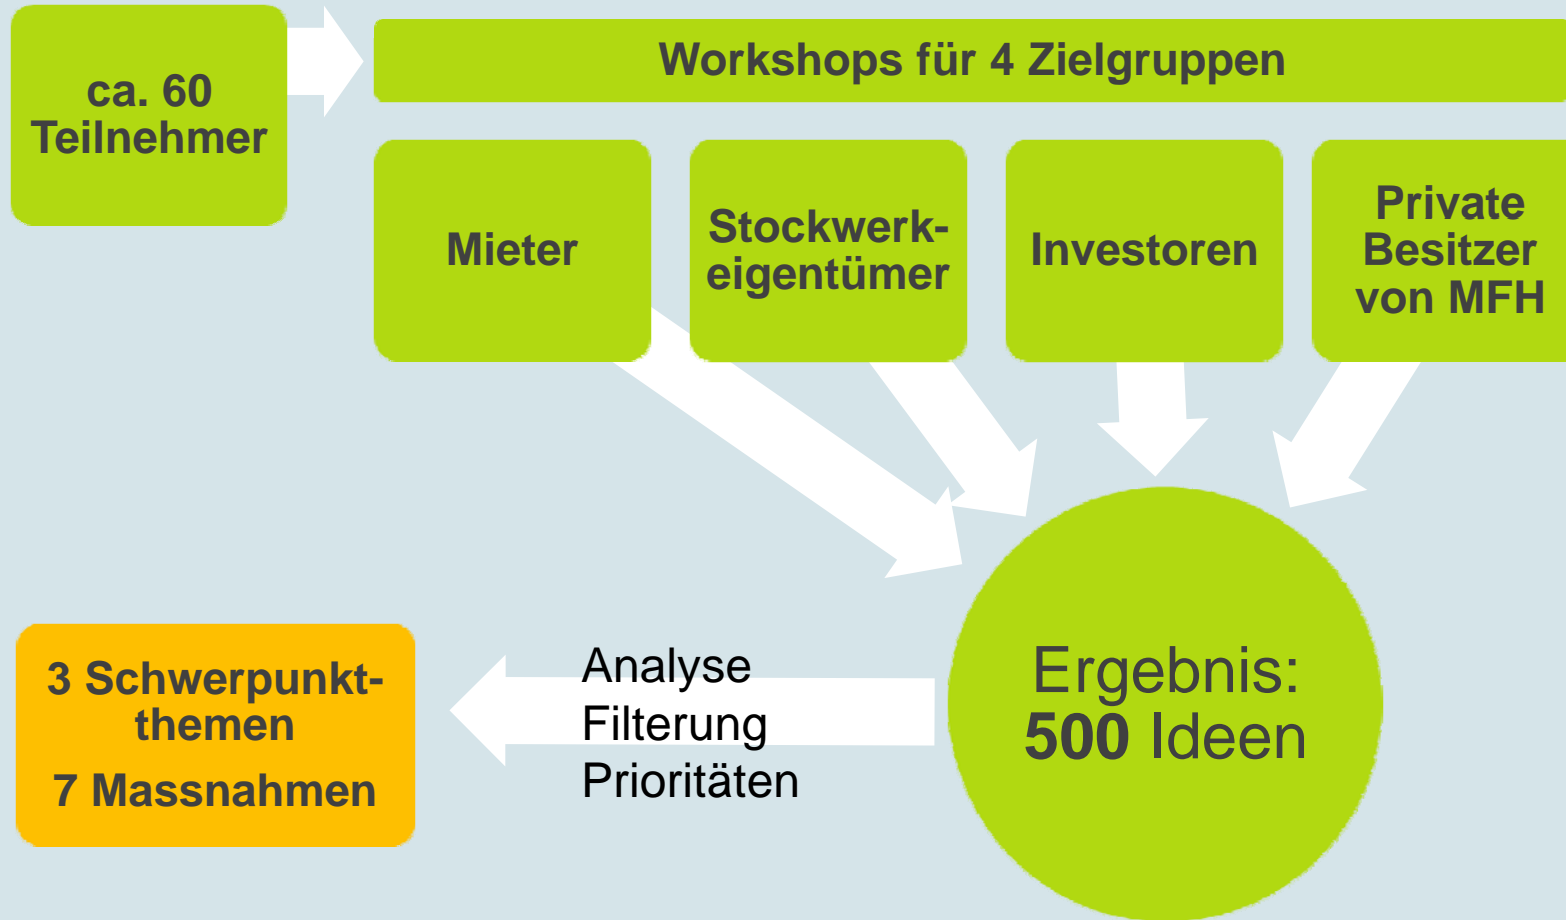 ca. 60
Teilnehmer
Workshops für 4 Zielgruppen
Mieter
Stockwerk-
eigentümer
Investoren
Private
Besitzer
von MFH
Ergebnis:
500 Ideen
Analyse
Filterung
Prioritäten
3 Schwerpunkt-
themen
7 Massnahmen